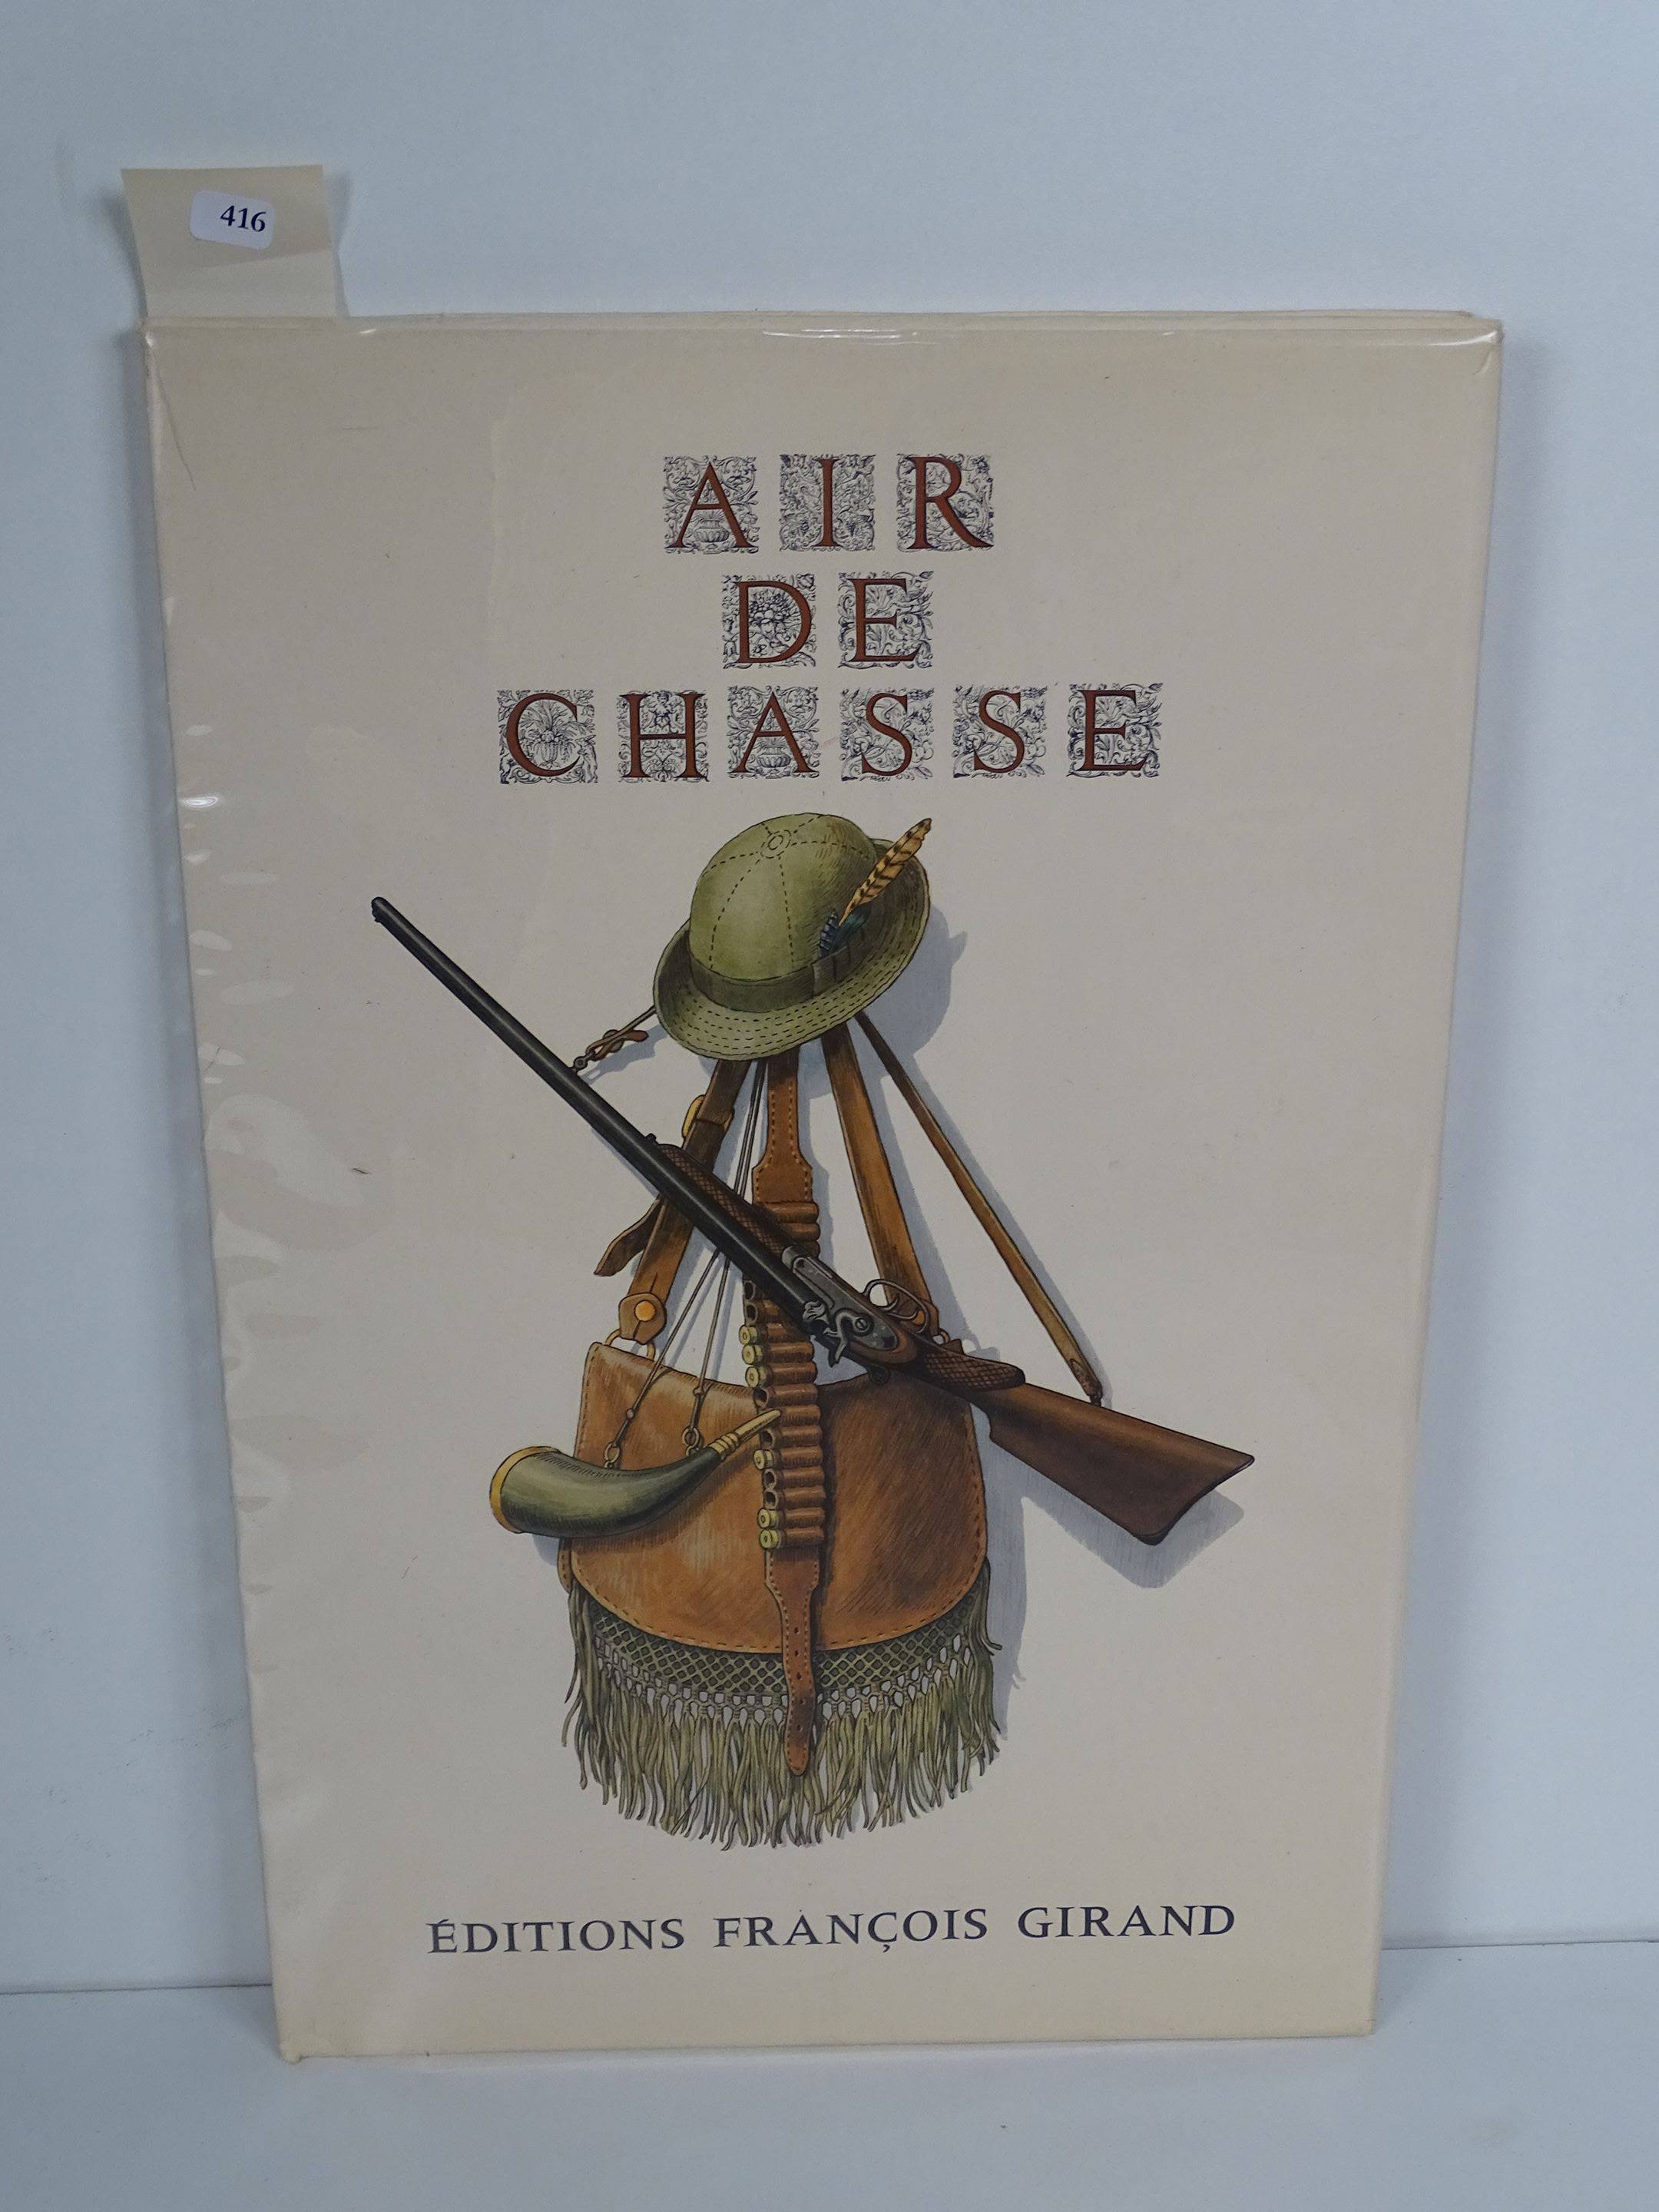 416
AIR
DE
CHASSE
ÉDITIONS FRANÇOIS GIRAND